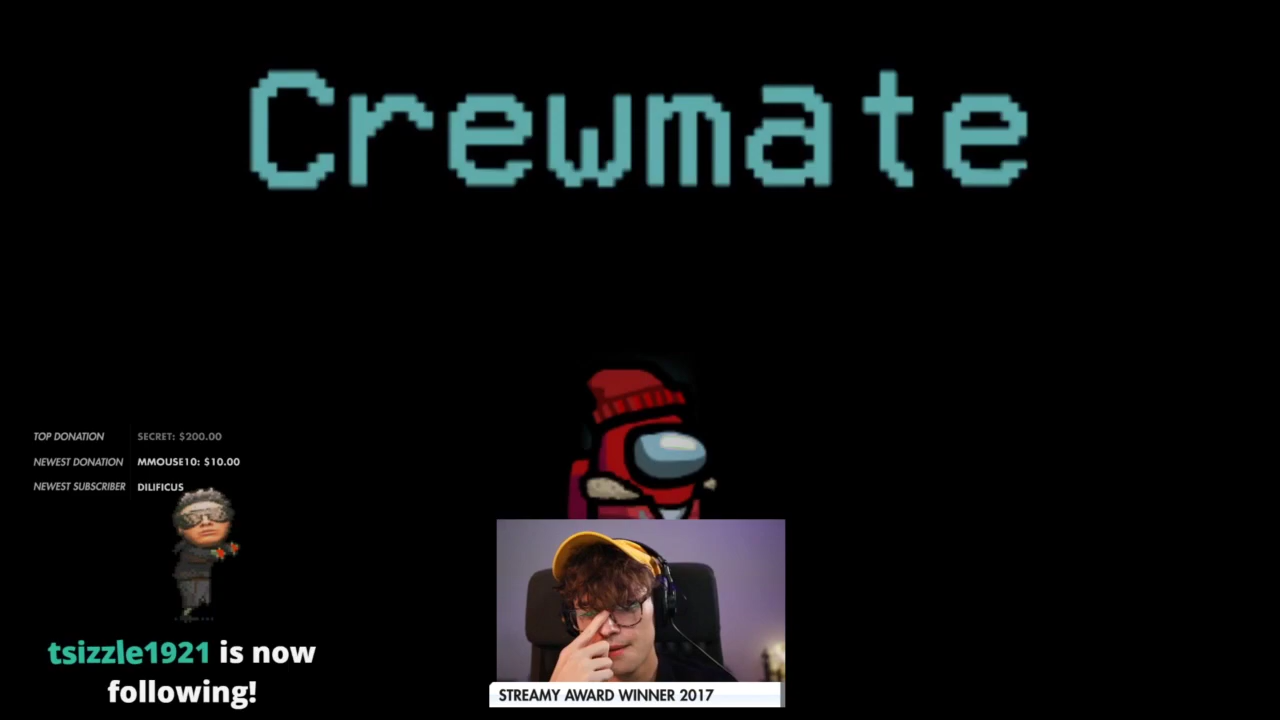 Crewmate
TOP DONATION SECRET: $200.00
NEWEST DONATION MMOUSE10: $10.00
NEWEST SUBSCRIBER DILIFICUS
tsizzle1921 is now
following!
STREAMY AWARD WINNER 2017